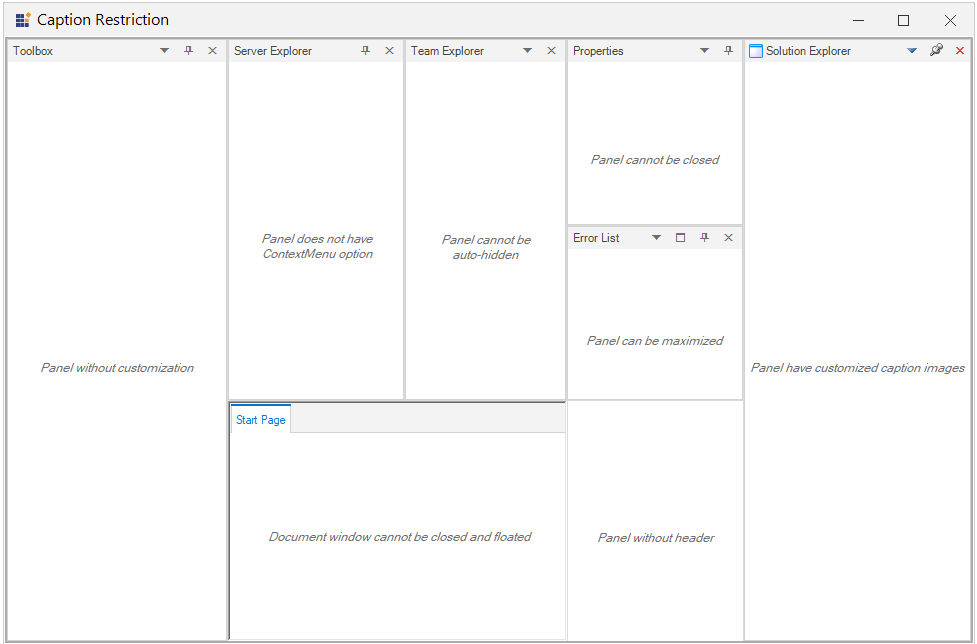 Caption Restriction
Toolbox
Server Explorer
Team Explorer
Properties
Solution Explorer
Panel cannot be closed
Error List
Panel does not have
ContextMenu option
Panel cannot be
auto-hidden
Panel can be maximized
Panel without customization
Panel have customized caption images
Start Page
Document window cannot be closed and floated
Panel without header